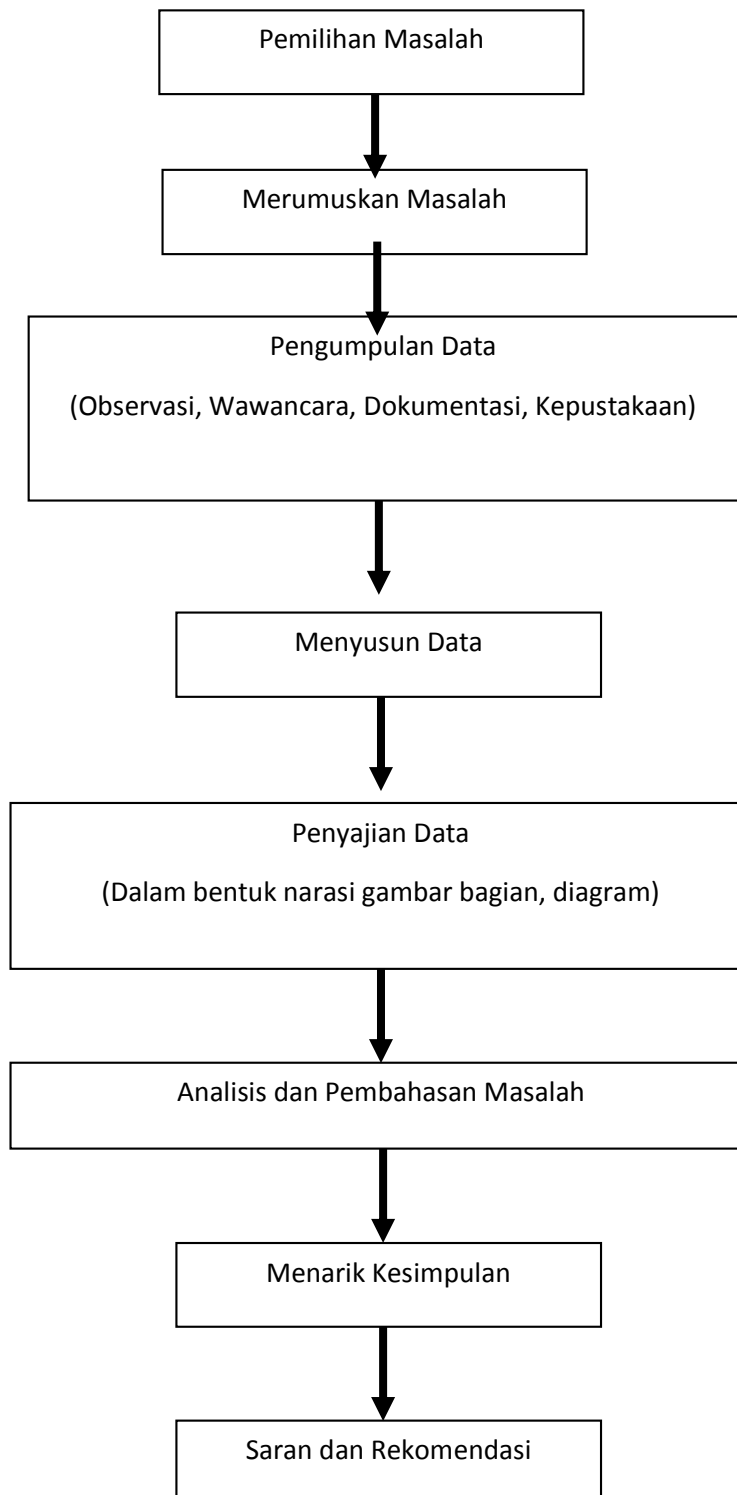 Pemilihan Masalah
Merumuskan Masalah
Pengumpulan Data
(Observasi, Wawancara, Dokumentasi, Kepustakaan)
Menyusun Data
Penyajian Data
(Dalam bentuk narasi gambar bagian, diagram)
Analisis dan Pembahasan Masalah
Menarik Kesimpulan
Saran dan Rekomendasi